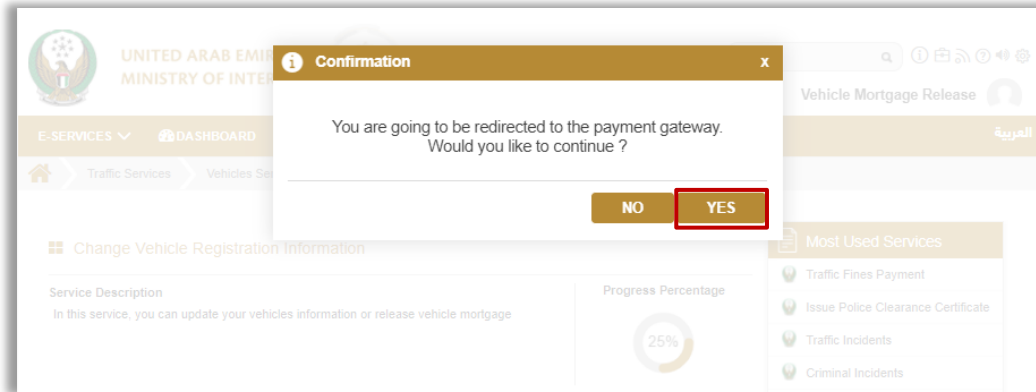 UNITED ARAB EMIR
MINISTRY OF INTER
Confirmation
x
Vehicle Mortgage Release
E-SERVICES
DASHBOARD
العربية
You are going to be redirected to the payment gateway.
Would you like to continue ?
Traffic Services
Vehicles Se
NO
YES
Change Vehicle Registration Information
Most Used Services
Service Description
Progress Percentage
Traffic Fines Payment
In this service, you can update your vehicles information or release vehicle mortgage
Issue Police Clearance Certificate
25%
Traffic Incidents
Criminal Incidents